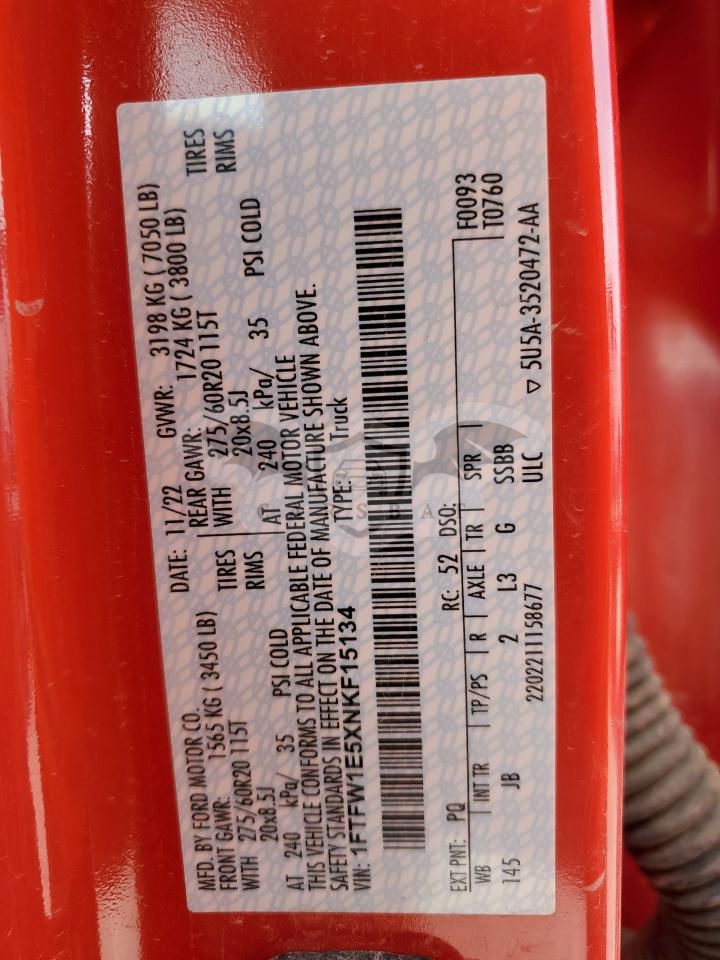 MFD. BY FORD MOTOR CO.
DATE: 11/22 GVWR: 3198 KG ( 7050 LB)
FRONT GAWR: 1565 KG ( 3450 LB) REAR GAWR: 1724 KG ( 3800 LB)
WITH 275/60R20 115T TIRES WITH 275/60R20 115T TIRES
20x8.5J RIMS 20x8.5J RIMS
AT 240 kPa/ 35 PSI COLD AT 240 kPa/ 35 PSI COLD
THIS VEHICLE CONFORMS TO ALL APPLICABLE FEDERAL MOTOR VEHICLE
SAFETY STANDARDS IN EFFECT ON THE DATE OF MANUFACTURE SHOWN ABOVE.
VIN: 1FTFW1E5XNKF15134 TYPE: Truck
EXT PNT: PQ RC: 52 DSO: F0093
WB INT TR TP/PS R AXLE TR SPR T0760
145 JB 2 L3 G SSBB
2202211158677 ULC ▽ 5U5A-3520472-AA